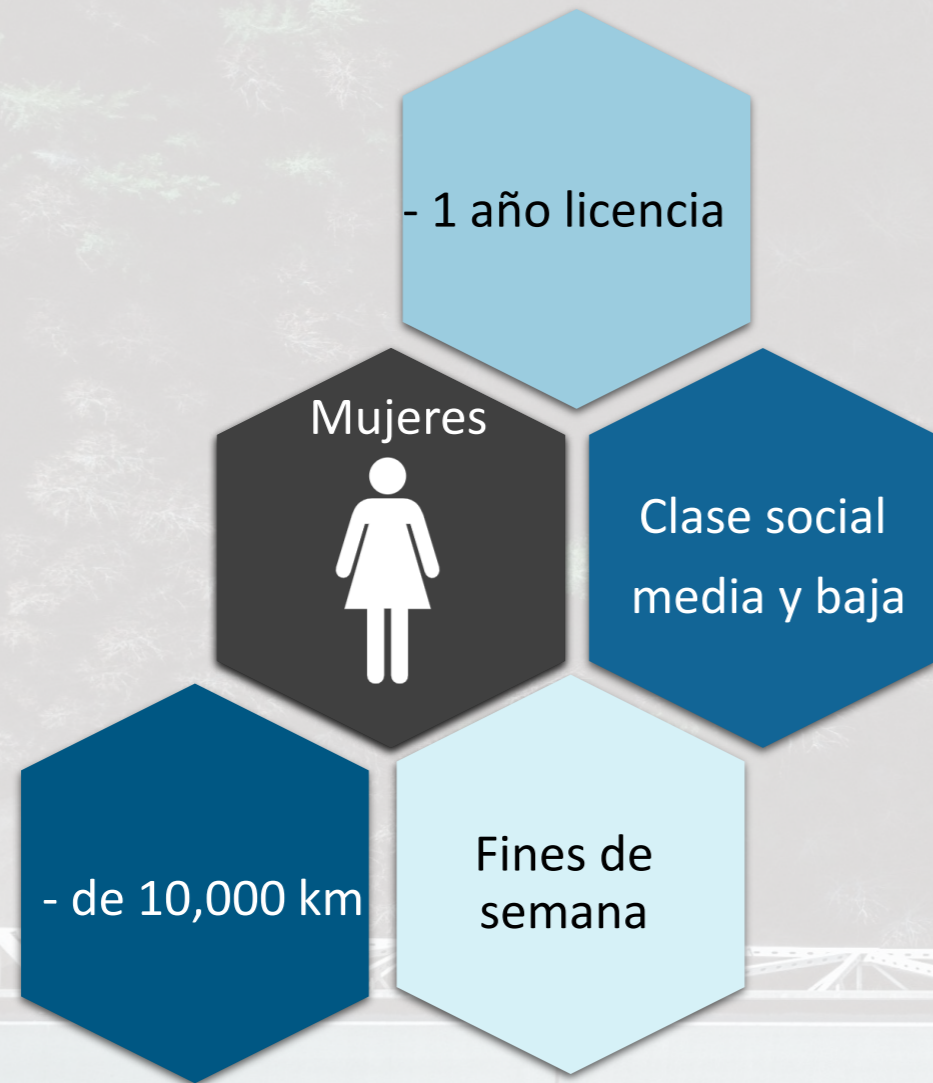 - 1 año licencia
Mujeres
Clase social
media y baja
- de 10,000 km
Fines de
semana